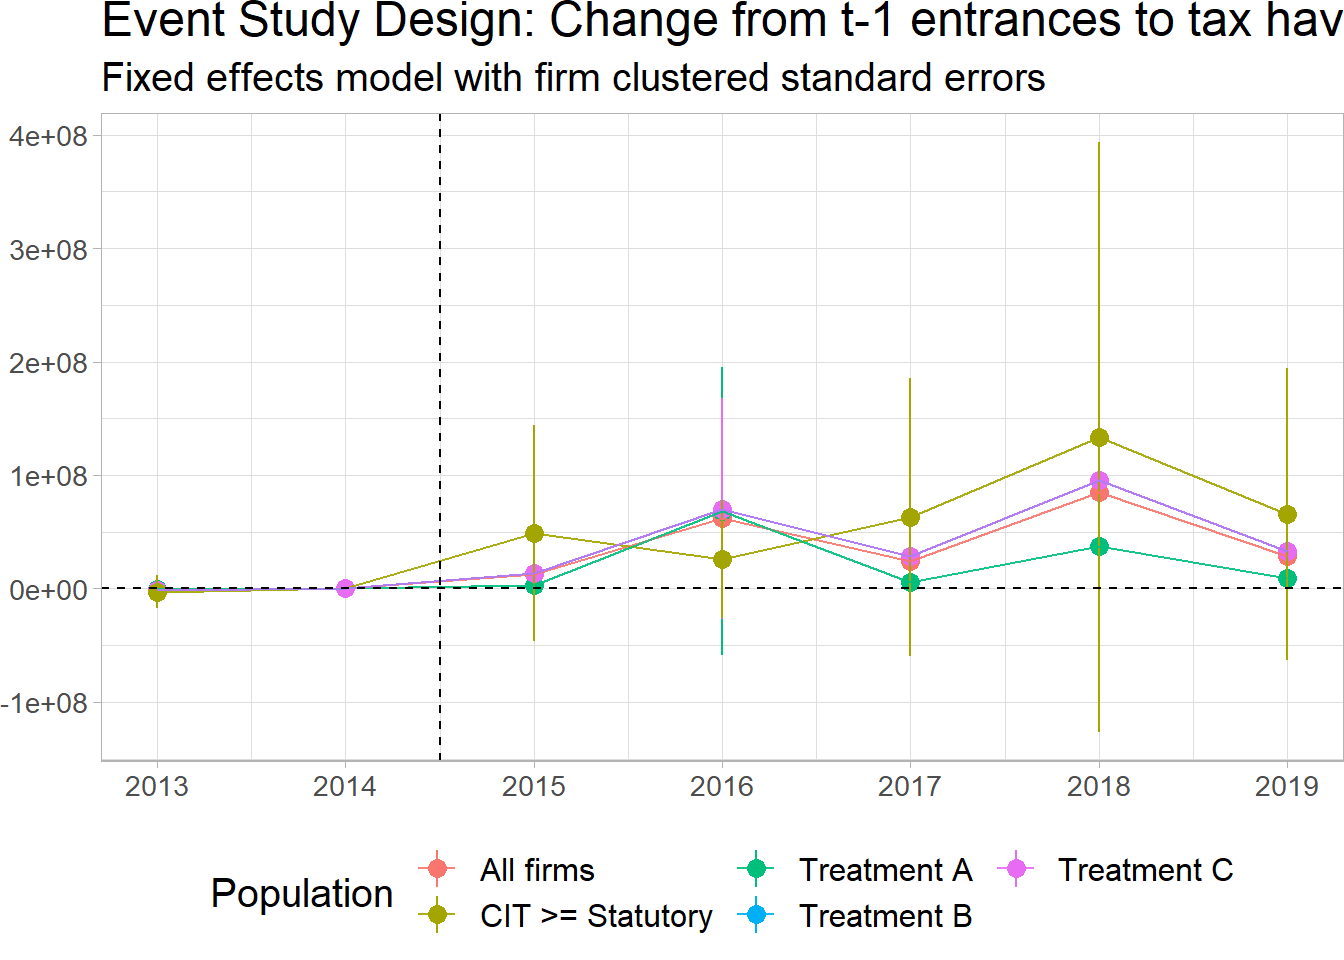 Event Study Design: Change from t-1 entrances to tax hav
Fixed effects model with firm clustered standard errors
4e+08
3e+08
2e+08
1e+08
0e+00
-1e+08
2013 2014 2015 2016 2017 2018 2019
Population
All firms Treatment A Treatment C
CIT >= Statutory Treatment B